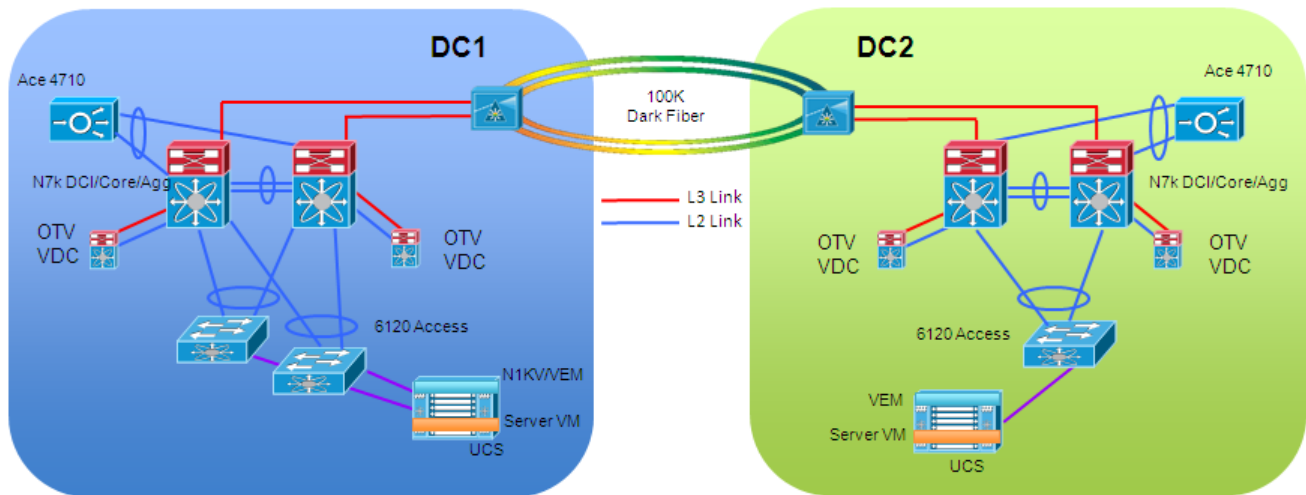 DC1
DC2
Ace 4710
Ace 4710
100K
Dark Fiber
N7k DCI/Core/Agg
N7k DCI/Core/Agg
L3 Link
L2 Link
OTV
VDC
OTV
VDC
OTV
VDC
OTV
VDC
6120 Access
6120 Access
N1KV/VEM
Server VM
UCS
VEM
Server VM
UCS